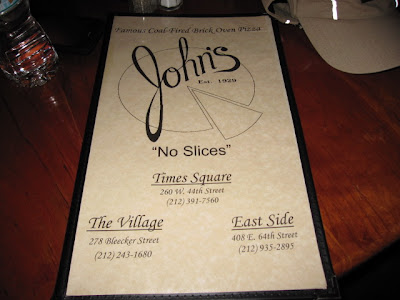 Famous Coal-Fired Brick Oven Pizza
John's
Est. 1929
"No Slices"
Times Square
260 W. 44th Street
(212) 391-7560
The Village
278 Bleecker Street
(212) 243-1680
East Side
408 E. 64th Street
(212) 935-2895